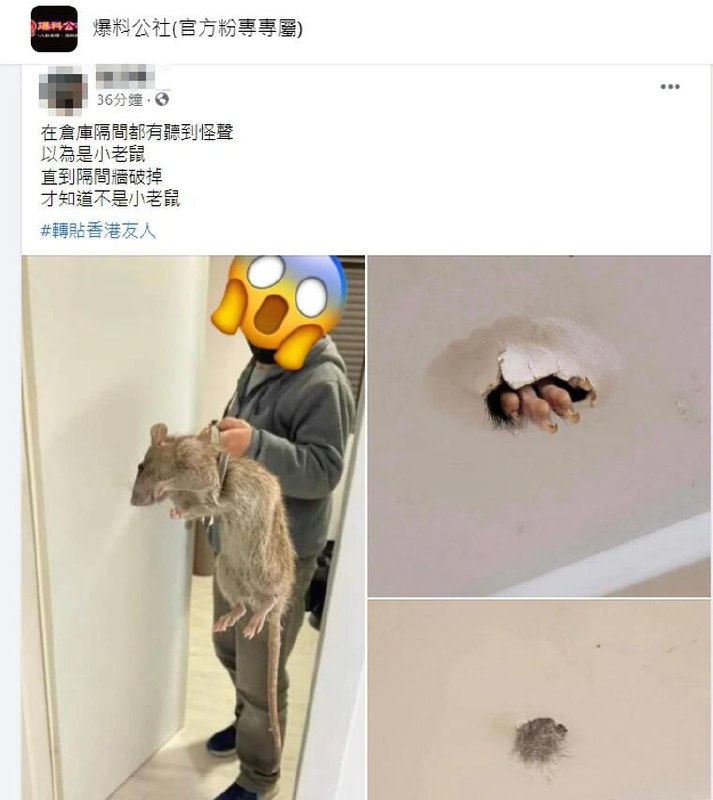 爆料公社(官方粉專專屬)
36分鐘・
在倉庫隔間都有聽到怪聲
以為是小老鼠
直到隔間牆破掉
才知道不是小老鼠
#轉貼香港友人